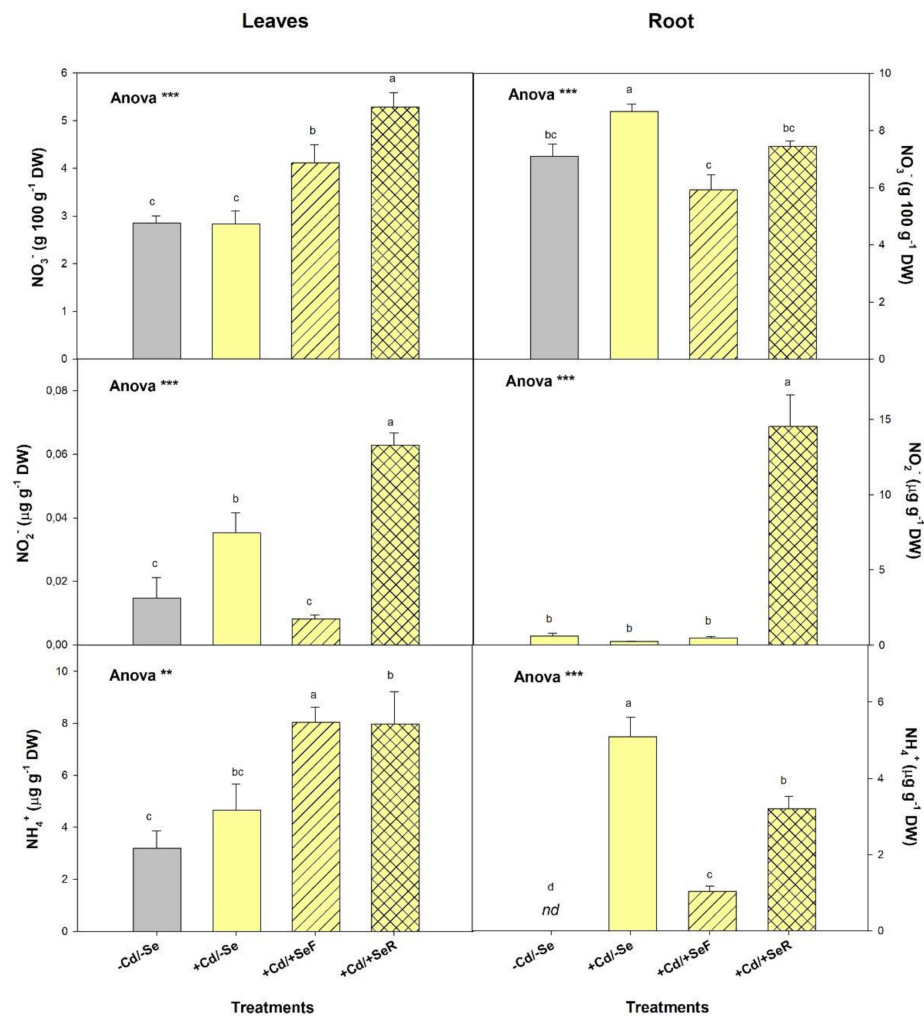 Leaves
Root
Anova ***
NO3- (g 100 g-1 DW)
6
5
4
3
2
1
0
c
c
b
a
Anova ***
bc
a
c
bc
10
8
6
4
2
0
NO3- (g 100 g-1 DW)
Anova ***
NO2- (µg g-1 DW)
0,08
0,06
0,04
0,02
0,00
c
b
c
a
Anova ***
b
b
b
a
15
10
5
0
NO2- (µg g-1 DW)
Anova **
NH4+ (µg g-1 DW)
10
8
6
4
2
0
c
bc
a
b
Anova ***
d
nd
a
c
b
6
4
2
0
NH4+ (µg g-1 DW)
-Cd/-Se
+Cd/-Se
+Cd/+SeF
+Cd/+SeR
-Cd/-Se
+Cd/-Se
+Cd/+SeF
+Cd/+SeR
Treatments
Treatments